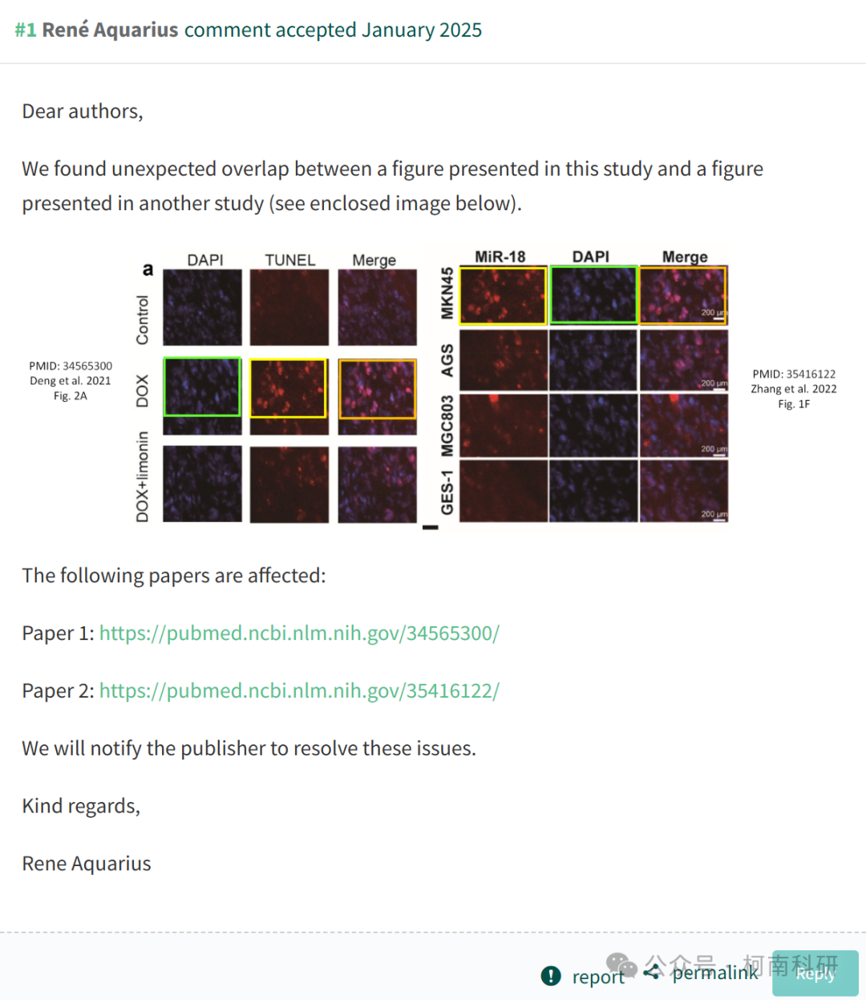 #1 René Aquarius comment accepted January 2025
Dear authors,
We found unexpected overlap between a figure presented in this study and a figure
presented in another study (see enclosed image below).
a
DAPI TUNEL Merge
Control
DOX
DOX+limonin
PMID: 34565300
Deng et al. 2021
Fig. 2A
MiR-18 DAPI Merge
MKN45
200 μm
AGS
200 μm
MGC803
200 μm
GES-1
200 μm
PMID: 35416122
Zhang et al. 2022
Fig. 1F
The following papers are affected:
Paper 1: https://pubmed.ncbi.nlm.nih.gov/34565300/
Paper 2: https://pubmed.ncbi.nlm.nih.gov/35416122/
We will notify the publisher to resolve these issues.
Kind regards,
Rene Aquarius
! report permalink Reply
公众号 · 柯南科研